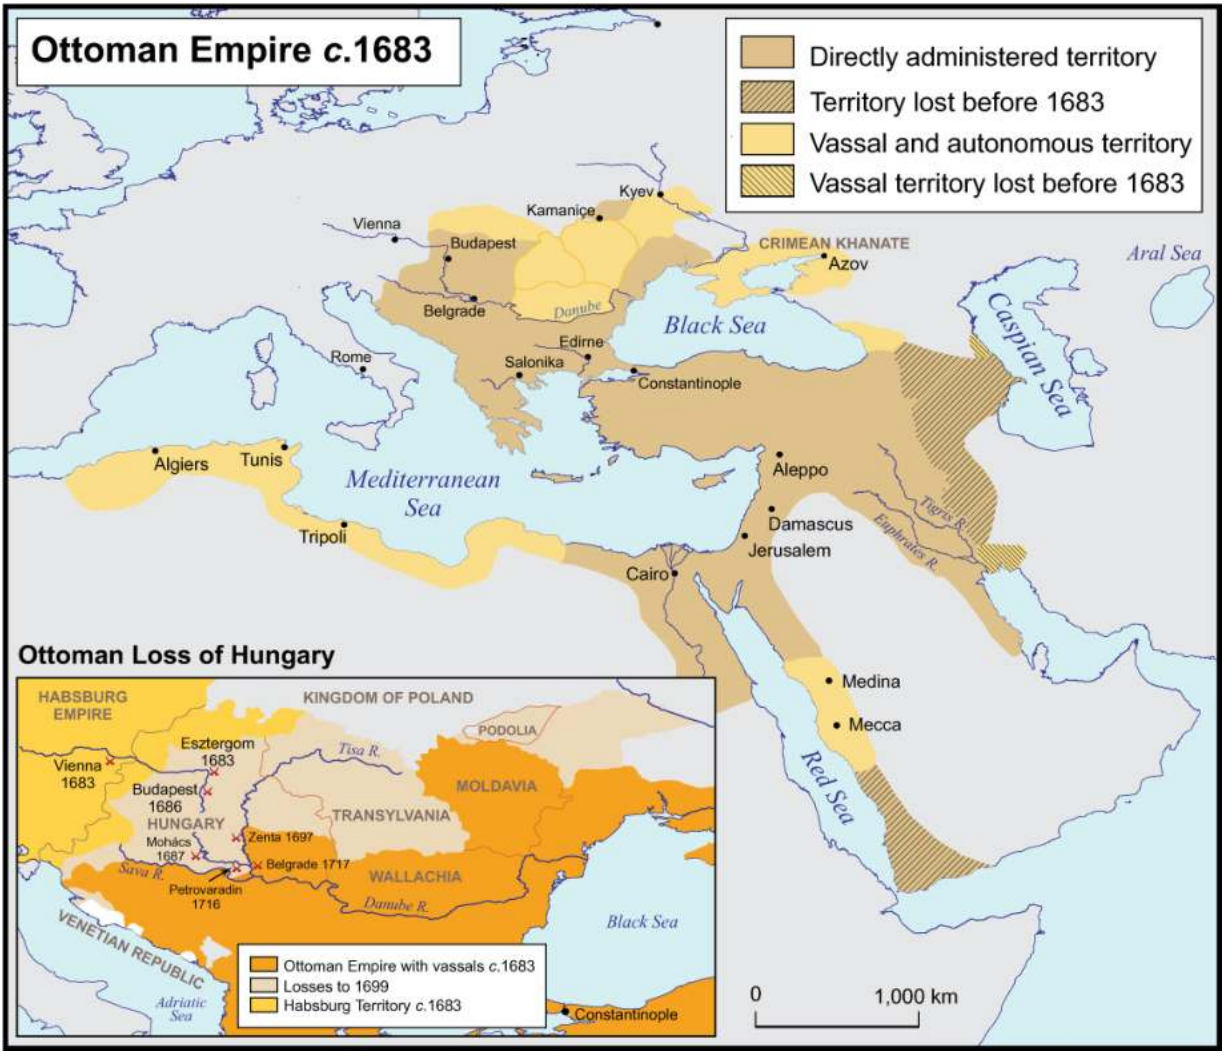 Ottoman Empire c.1683
Directly administered territory
Territory lost before 1683
Vassal and autonomous territory
Vassal territory lost before 1683
Kyev
Kamaniçe
Vienna
Budapest
CRIMEAN KHANATE
Azov
Aral Sea
Caspian Sea
Belgrade
Danube
Black Sea
Edirne
Rome
Salonika
Constantinople
Algiers
Tunis
Mediterranean
Sea
Aleppo
Tripoli
Tigris R.
Damascus
Euphrales R.
Jerusalem
Cairo
Medina
Mecca
Red Sea
0
1,000 km
Ottoman Loss of Hungary
HABSBURG
EMPIRE
KINGDOM OF POLAND
PODOLIA
Esztergom
1683
Tisa R.
Vienna
1683
Budapest
1686
MOLDAVIA
HUNGARY
TRANSYLVANIA
Mohács
1687
Zenta 1697
Belgrade 1717
Sava R.
Petrovaradin
1716
WALLACHIA
Danube R.
VENETIAN REPUBLIC
Black Sea
Ottoman Empire with vassals c.1683
Losses to 1699
Habsburg Territory c.1683
Adriatic
Sea
Constantinople